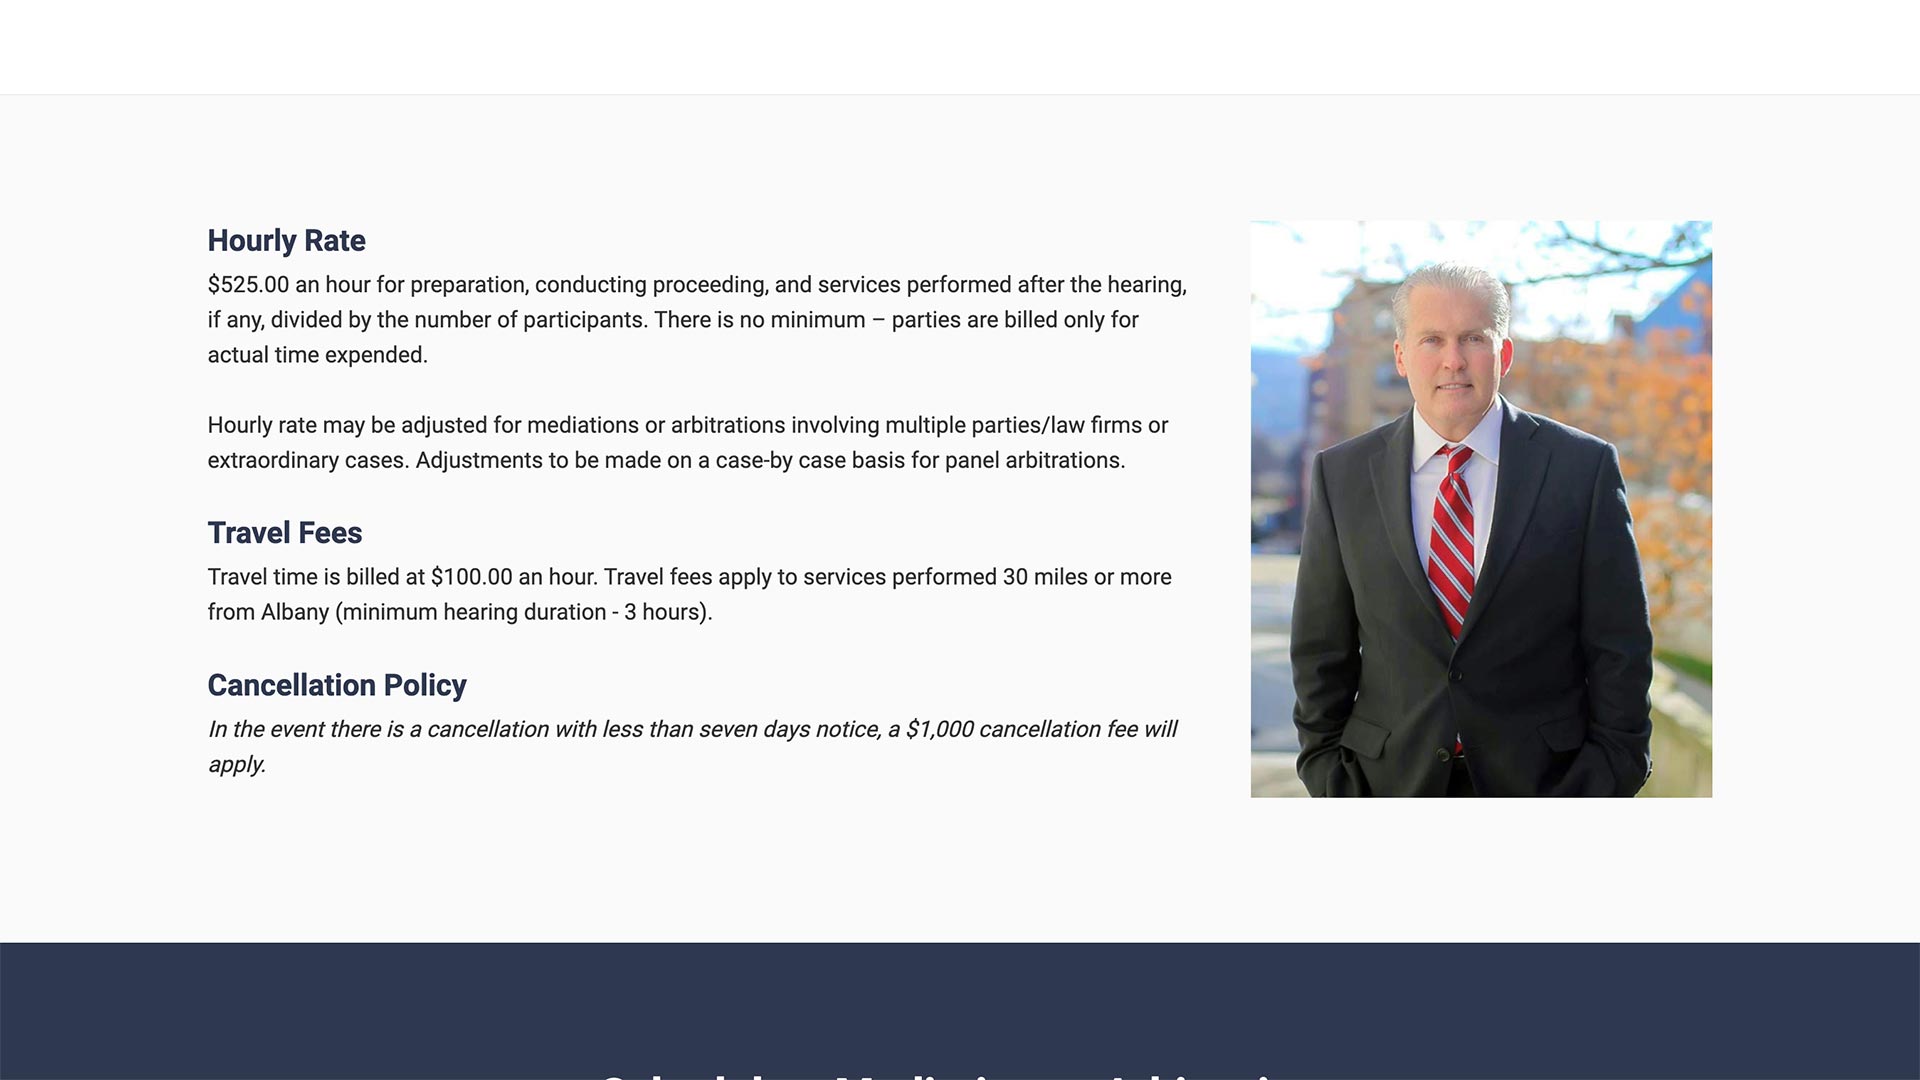 Hourly Rate
$525.00 an hour for preparation, conducting proceeding, and services performed after the hearing,
if any, divided by the number of participants. There is no minimum – parties are billed only for
actual time expended.
Hourly rate may be adjusted for mediations or arbitrations involving multiple parties/law firms or
extraordinary cases. Adjustments to be made on a case-by case basis for panel arbitrations.
Travel Fees
Travel time is billed at $100.00 an hour. Travel fees apply to services performed 30 miles or more
from Albany (minimum hearing duration - 3 hours).
Cancellation Policy
In the event there is a cancellation with less than seven days notice, a $1,000 cancellation fee will
apply.